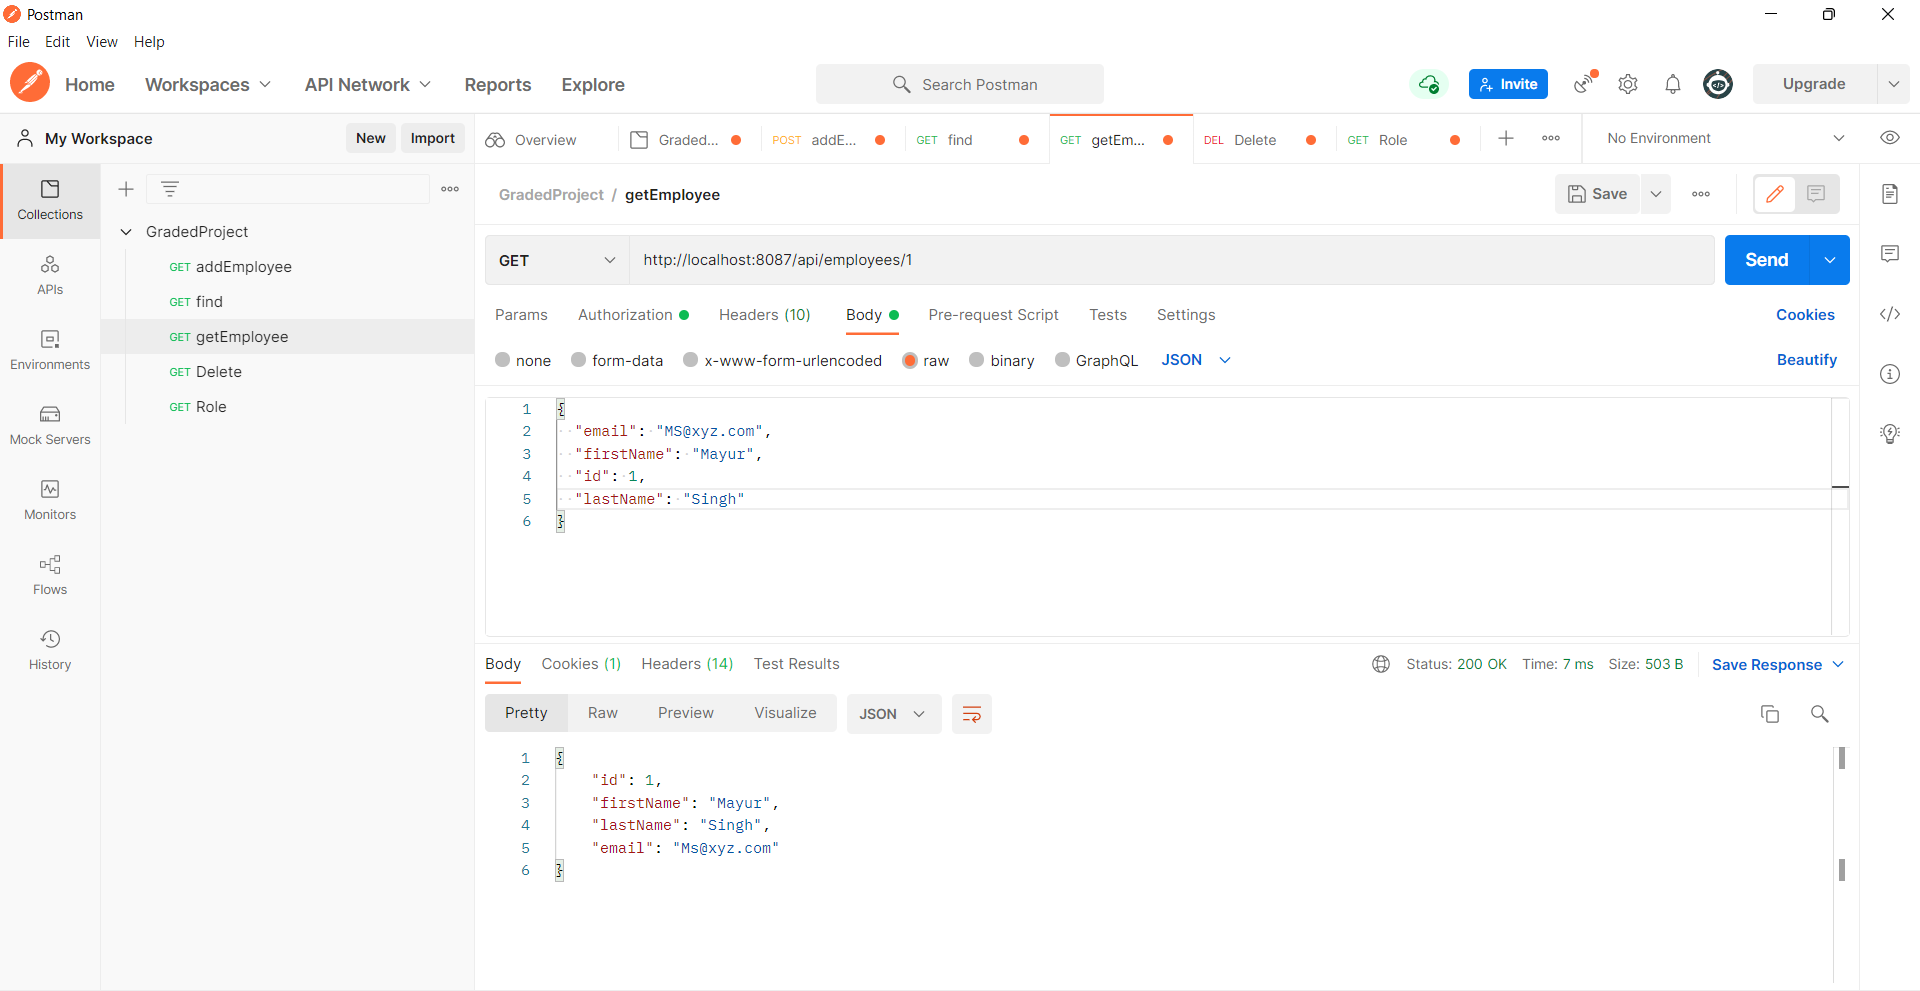 Postman
File Edit View Help
Home Workspaces API Network Reports Explore Search Postman Invite Upgrade
My Workspace New Import Overview Graded... POST addE... GET find GET getEm... DEL Delete GET Role No Environment
Collections
APIs
Environments
Mock Servers
Monitors
Flows
History
GradedProject
GET addEmployee
GET find
GET getEmployee
GET Delete
GET Role
GradedProject / getEmployee Save
GET http://localhost:8087/api/employees/1 Send
Params Authorization Headers (10) Body Pre-request Script Tests Settings Cookies
none form-data x-www-form-urlencoded raw binary GraphQL JSON Beautify
1 {
2 "email": "MS@xyz.com",
3 "firstName": "Mayur",
4 "id": 1,
5 "lastName": "Singh"
6 }
Body Cookies (1) Headers (14) Test Results Status: 200 OK Time: 7 ms Size: 503 B Save Response
Pretty Raw Preview Visualize JSON
1 {
2 "id": 1,
3 "firstName": "Mayur",
4 "lastName": "Singh",
5 "email": "Ms@xyz.com"
6 }